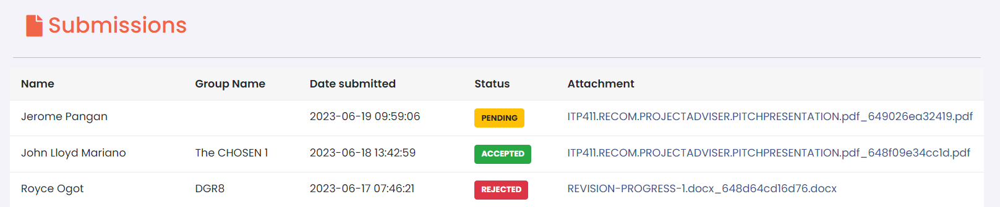 Submissions
Name Group Name Date submitted Status Attachment
Jerome Pangan 2023-06-19 09:59:06 PENDING ITP411.RECOM.PROJECTADVISER.PITCHPRESENTATION.pdf_649026ea32419.pdf
John Lloyd Mariano The CHOSEN 1 2023-06-18 13:42:59 ACCEPTED ITP411.RECOM.PROJECTADVISER.PITCHPRESENTATION.pdf_648f09e34cc1d.pdf
Royce Ogot DGR8 2023-06-17 07:46:21 REJECTED REVISION-PROGRESS-1.docx_648d64cd16d76.docx